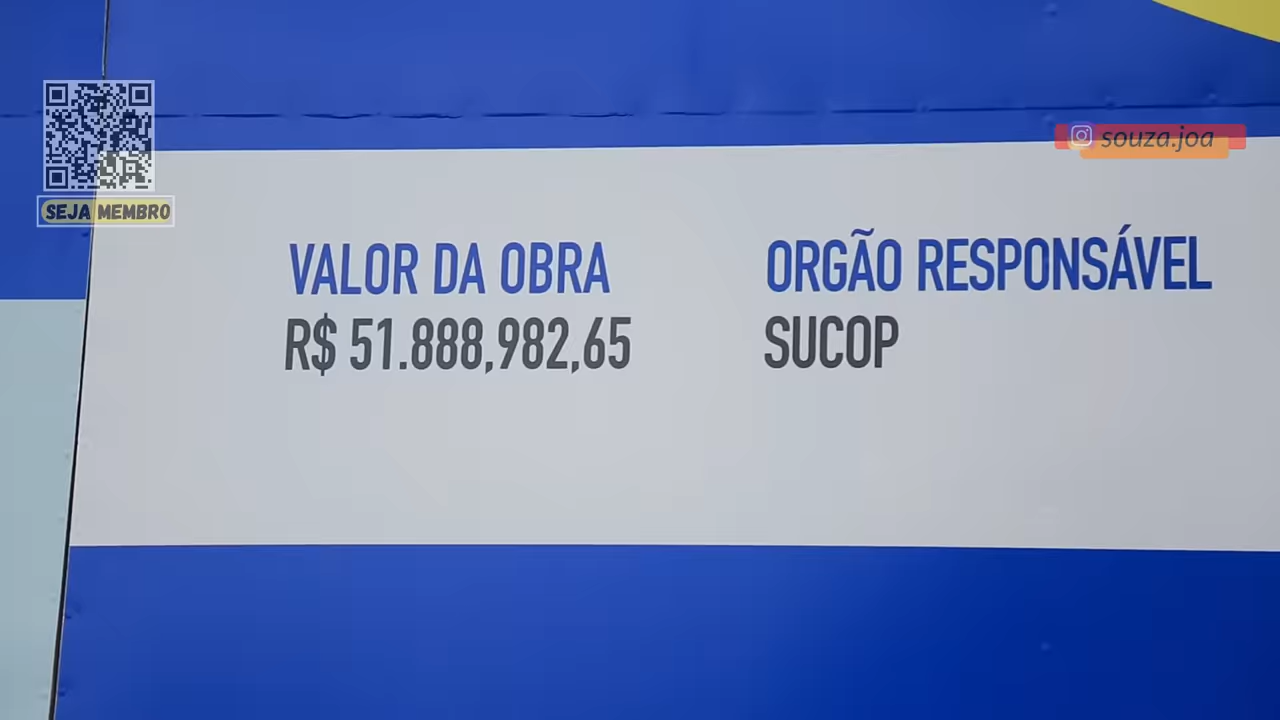 SEJA MEMBRO
souza.joa
VALOR DA OBRA
R$ 51.888,982,65
ORGÃO RESPONSÁVEL
SUCOP